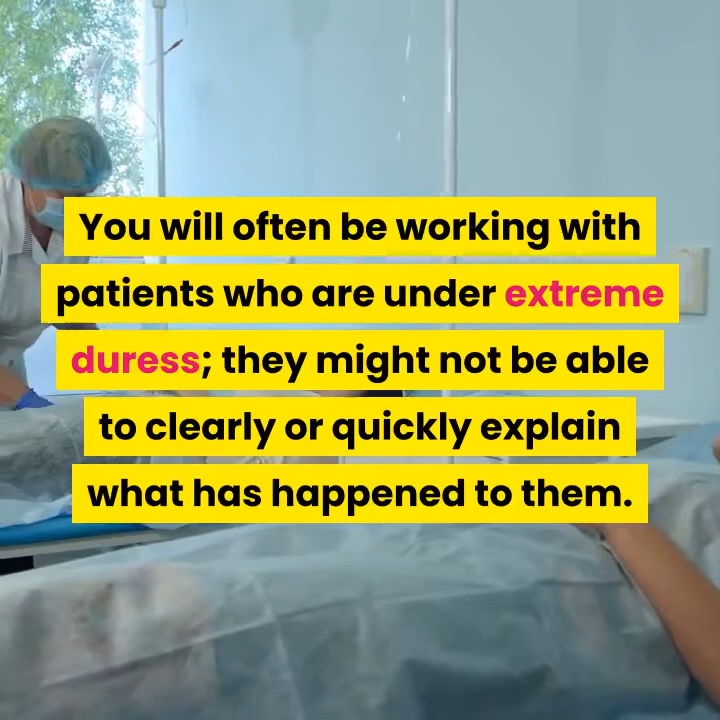 You will often be working with
patients who are under extreme
duress; they might not be able
to clearly or quickly explain
what has happened to them.